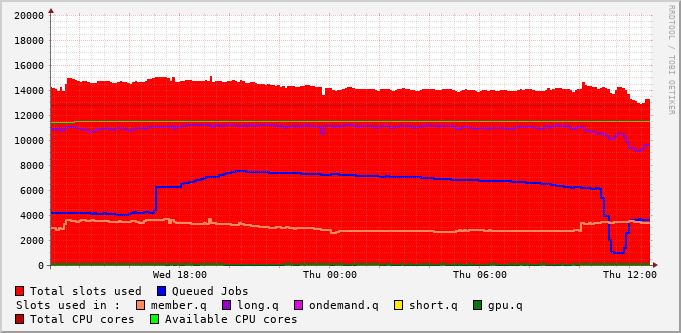 RRDTOOL / TOBI OETIKER
20000
18000
16000
14000
12000
10000
8000
6000
4000
2000
0
Wed 18:00 Thu 00:00 Thu 06:00 Thu 12:00
Total slots used Queued Jobs
Slots used in : member.q long.q ondemand.q short.q gpu.q
Total CPU cores Available CPU cores